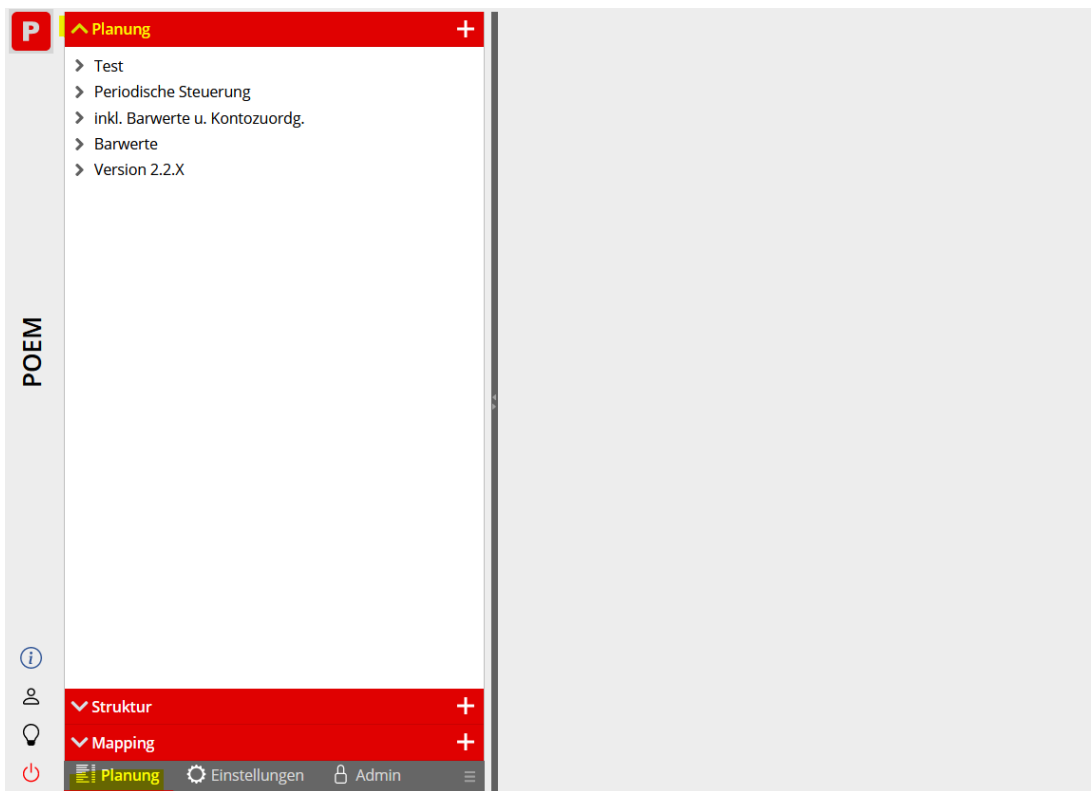 P
Planung
Test
Periodische Steuerung
inkl. Barwerte u. Kontozuordg.
Barwerte
Version 2.2.X
POEM
i
Struktur
Mapping
Planung Einstellungen Admin